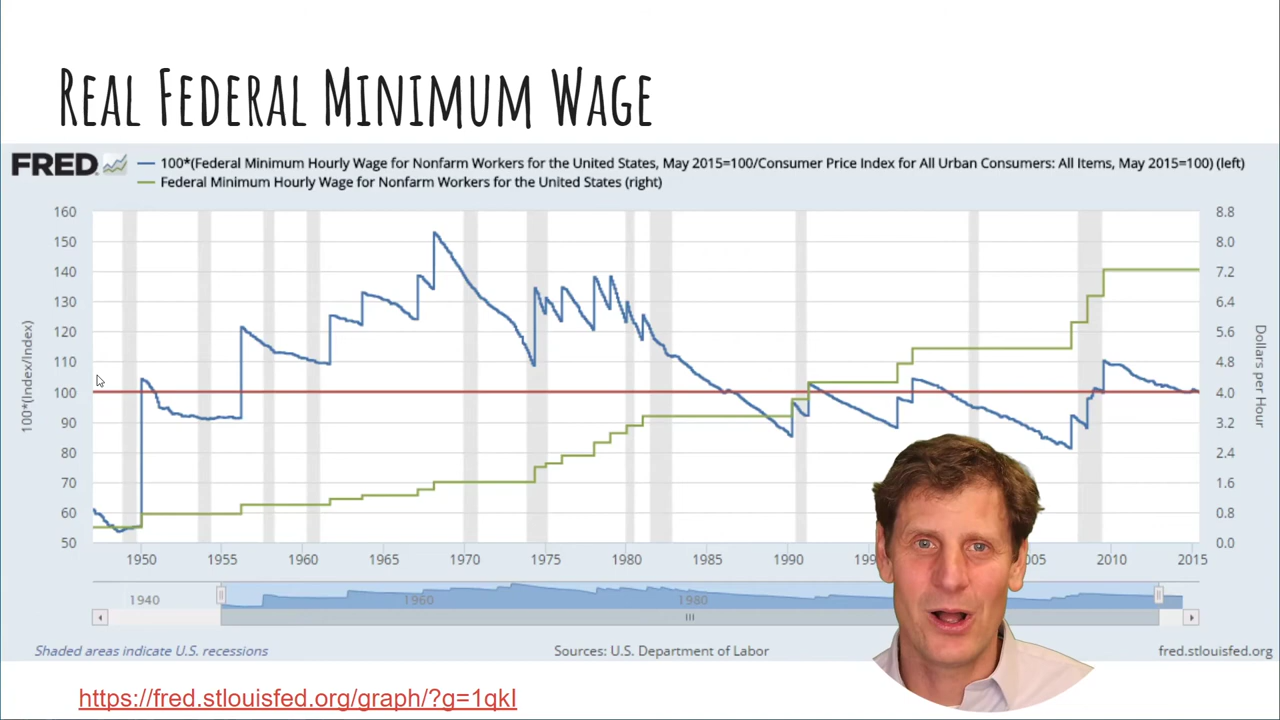 Real Federal Minimum Wage
FRED
100*(Federal Minimum Hourly Wage for Nonfarm Workers for the United States, May 2015=100/Consumer Price Index for All Urban Consumers: All Items, May 2015=100) (left)
Federal Minimum Hourly Wage for Nonfarm Workers for the United States (right)
160 8.8
150 8.0
140 7.2
130 6.4
120 5.6
110 4.8
100 4.0
90 3.2
80 2.4
70 1.6
60 0.8
50 0.0
100*(Index/Index)
Dollars per Hour
1950 1955 1960 1965 1970 1975 1980 1985 1990 2010 2015
1940 1960 1980
Shaded areas indicate U.S. recessions Sources: U.S. Department of Labor fred.stlouisfed.org
https://fred.stlouisfed.org/graph/?g=1qkI